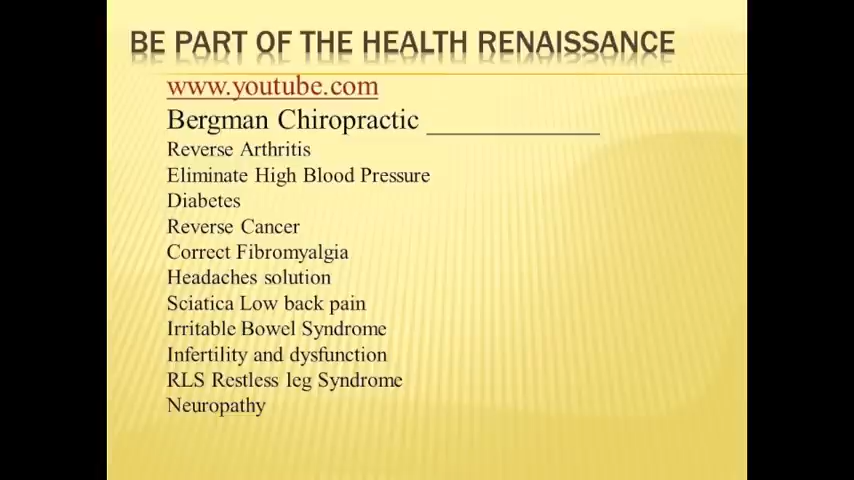 BE PART OF THE HEALTH RENAISSANCE
www.youtube.com
Bergman Chiropractic ____________
Reverse Arthritis
Eliminate High Blood Pressure
Diabetes
Reverse Cancer
Correct Fibromyalgia
Headaches solution
Sciatica Low back pain
Irritable Bowel Syndrome
Infertility and dysfunction
RLS Restless leg Syndrome
Neuropathy